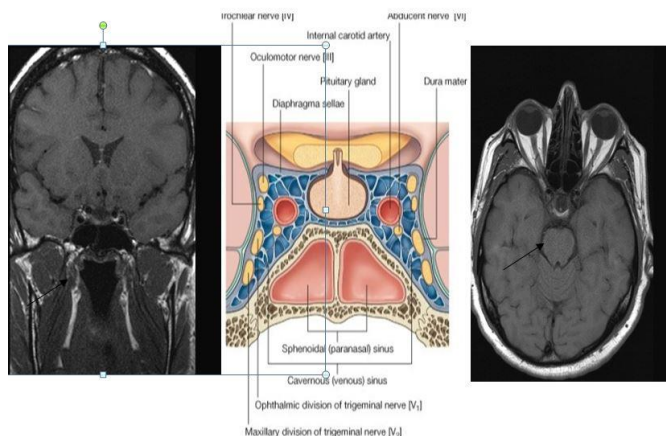 Trochlear nerve [IV]
Abducent nerve [VI]
Internal carotid artery
Oculomotor nerve [III]
Pituitary gland
Dura mater
Diaphragma sellae
Sphenoidal (paranasal) sinus
Cavernous (venous) sinus
Ophthalmic division of trigeminal nerve [V₁]
Maxillary division of trigeminal nerve [V₂]